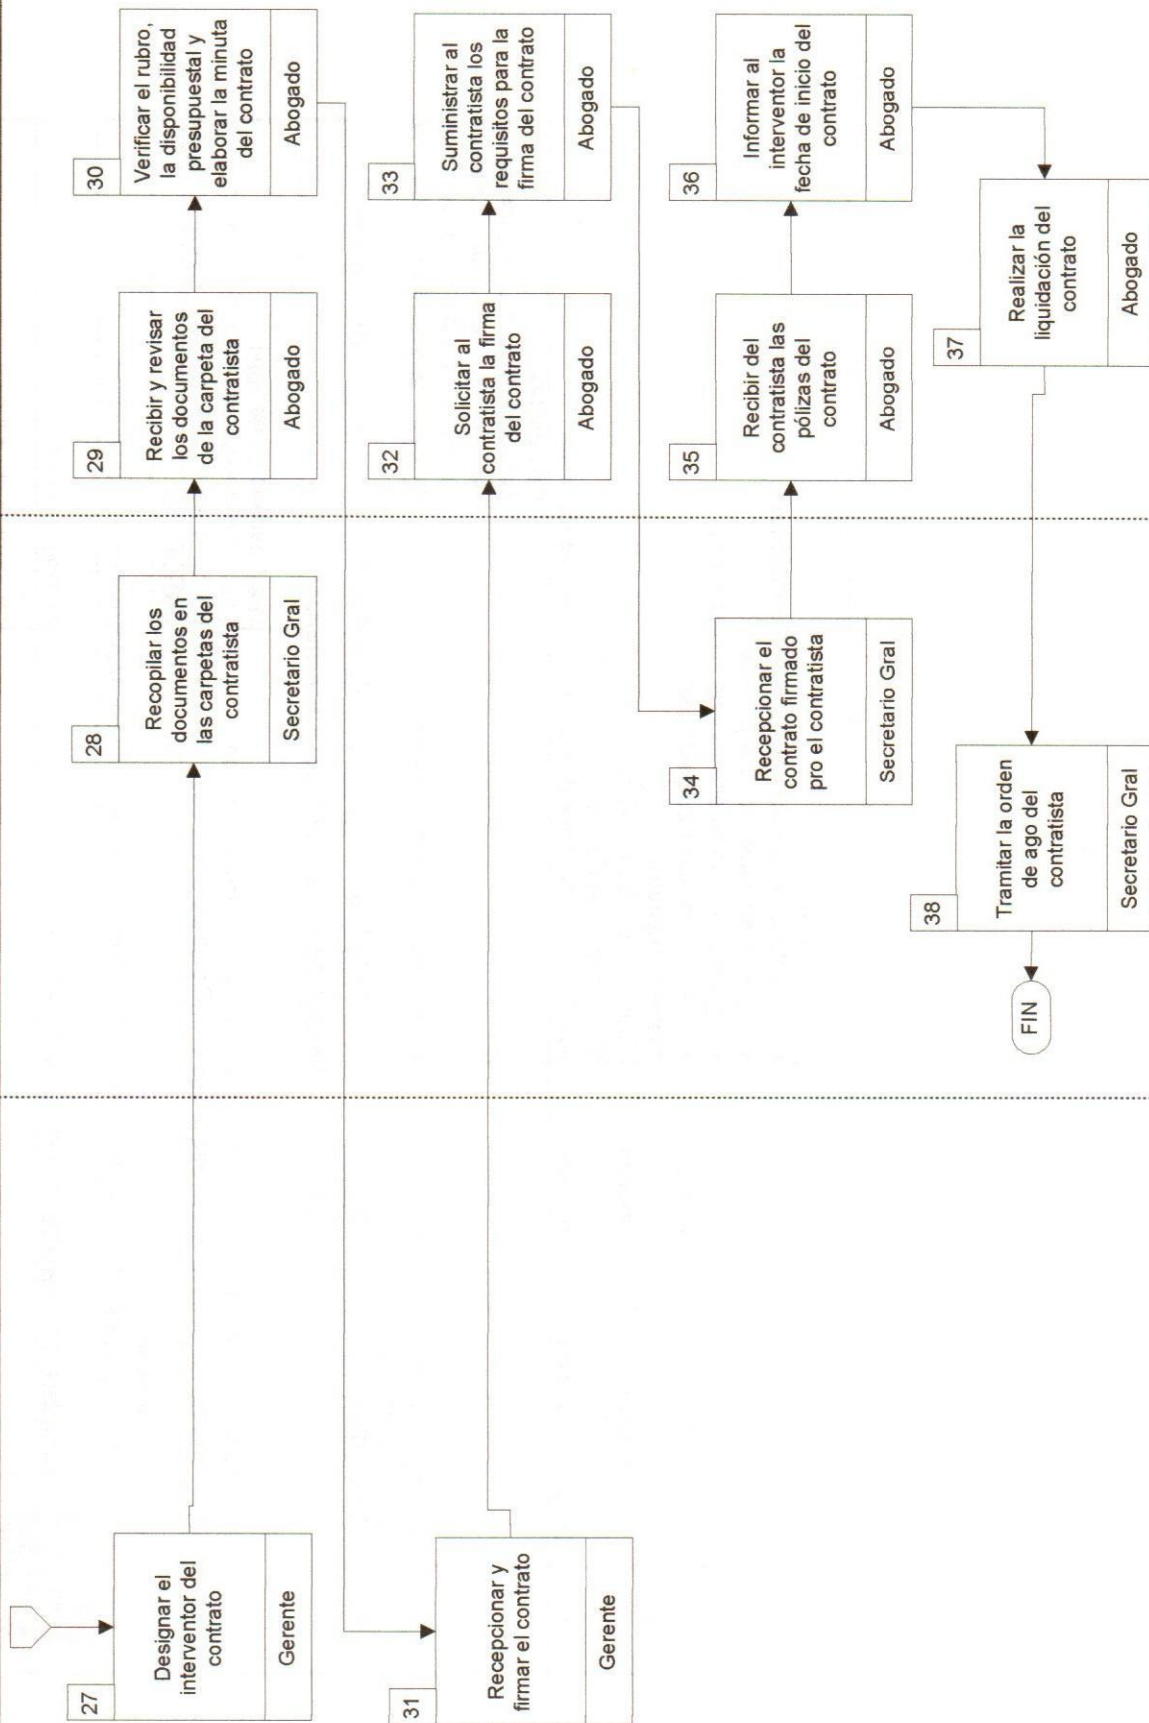 27
Designar el
interventor del
contrato
Gerente
28
Recopilar los
documentos en
las carpetas del
contratista
Secretario Gral
29
Recibir y revisar
los documentos
de la carpeta del
contratista
Abogado
30
Verificar el rubro,
la disponibilidad
presupuestal y
elaborar la minuta
del contrato
Abogado
31
Recepcionar y
firmar el contrato
Gerente
32
Solicitar al
contratista la firma
del contrato
Abogado
33
Suministrar al
contratista los
requisitos para la
firma del contrato
Abogado
34
Recepcionar el
contrato firmado
pro el contratista
Secretario Gral
35
Recibir del
contratista las
pólizas del
contrato
Abogado
36
Informar al
interventor la
fecha de inicio del
contrato
Abogado
37
Realizar la
liquidación del
contrato
Abogado
38
Tramitar la orden
de ago del
contratista
Secretario Gral
FIN